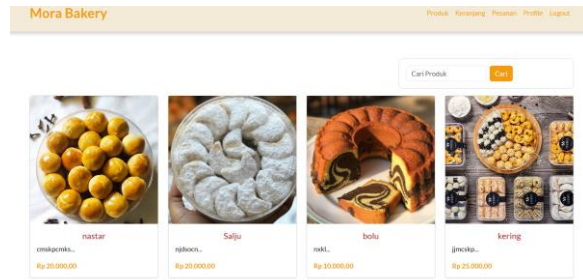 Mora Bakery
Produk Keranjang Pesanan Profile Logout
Cari Produk Cari
nastar
cmskpcmks...
Rp 20.000,00
Salju
njdsocn...
Rp 20.000,00
bolu
nxkl...
Rp 10.000,00
kering
jjmcskp...
Rp 25.000,00